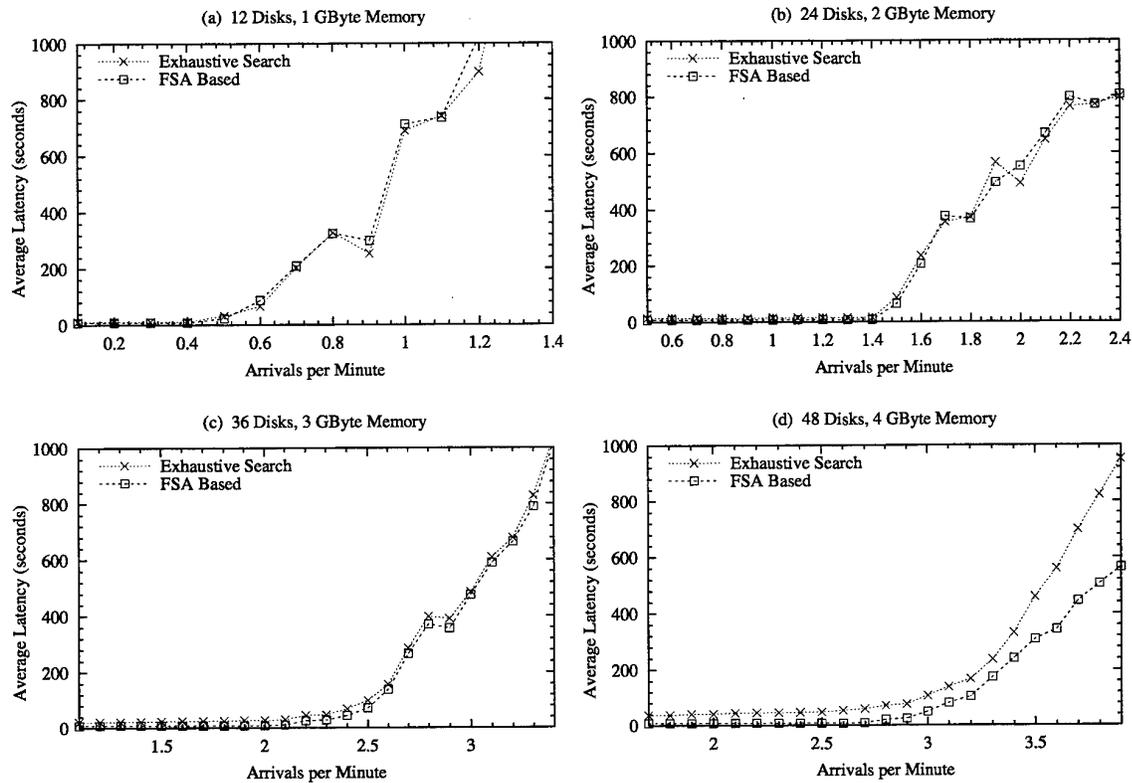 (a) 12 Disks, 1 GByte Memory
1000
800
600
400
200
0
Average Latency (seconds)
Exhaustive Search
FSA Based
0.2 0.4 0.6 0.8 1 1.2 1.4
Arrivals per Minute
(b) 24 Disks, 2 GByte Memory
1000
800
600
400
200
0
Average Latency (seconds)
Exhaustive Search
FSA Based
0.6 0.8 1 1.2 1.4 1.6 1.8 2 2.2 2.4
Arrivals per Minute
(c) 36 Disks, 3 GByte Memory
1000
800
600
400
200
0
Average Latency (seconds)
Exhaustive Search
FSA Based
1.5 2 2.5 3
Arrivals per Minute
(d) 48 Disks, 4 GByte Memory
1000
800
600
400
200
0
Average Latency (seconds)
Exhaustive Search
FSA Based
2 2.5 3 3.5
Arrivals per Minute